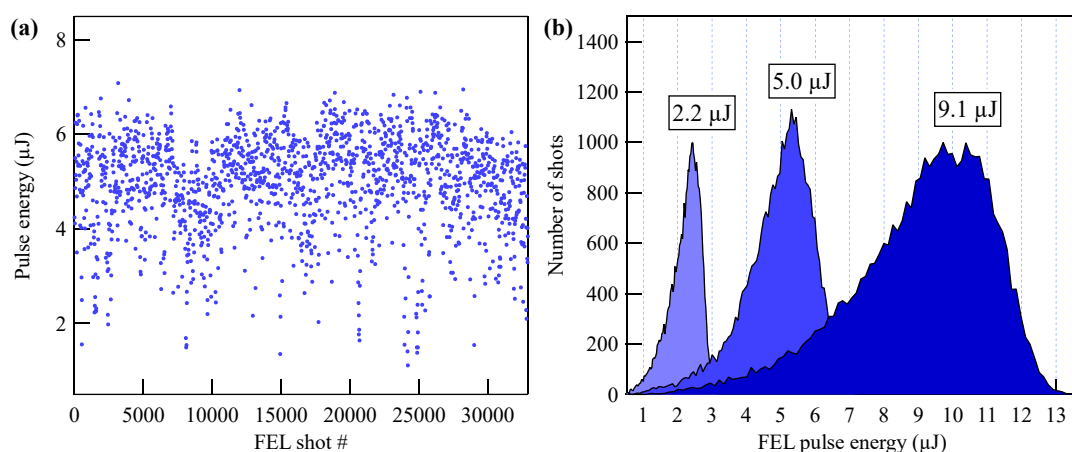 (a)
8
6
4
2
Pulse energy (µJ)
0 5000 10000 15000 20000 25000 30000
FEL shot #
(b)
1400
1200
1000
800
600
400
200
0
Number of shots
2.2 µJ
5.0 µJ
9.1 µJ
1 2 3 4 5 6 7 8 9 10 11 12 13
FEL pulse energy (µJ)